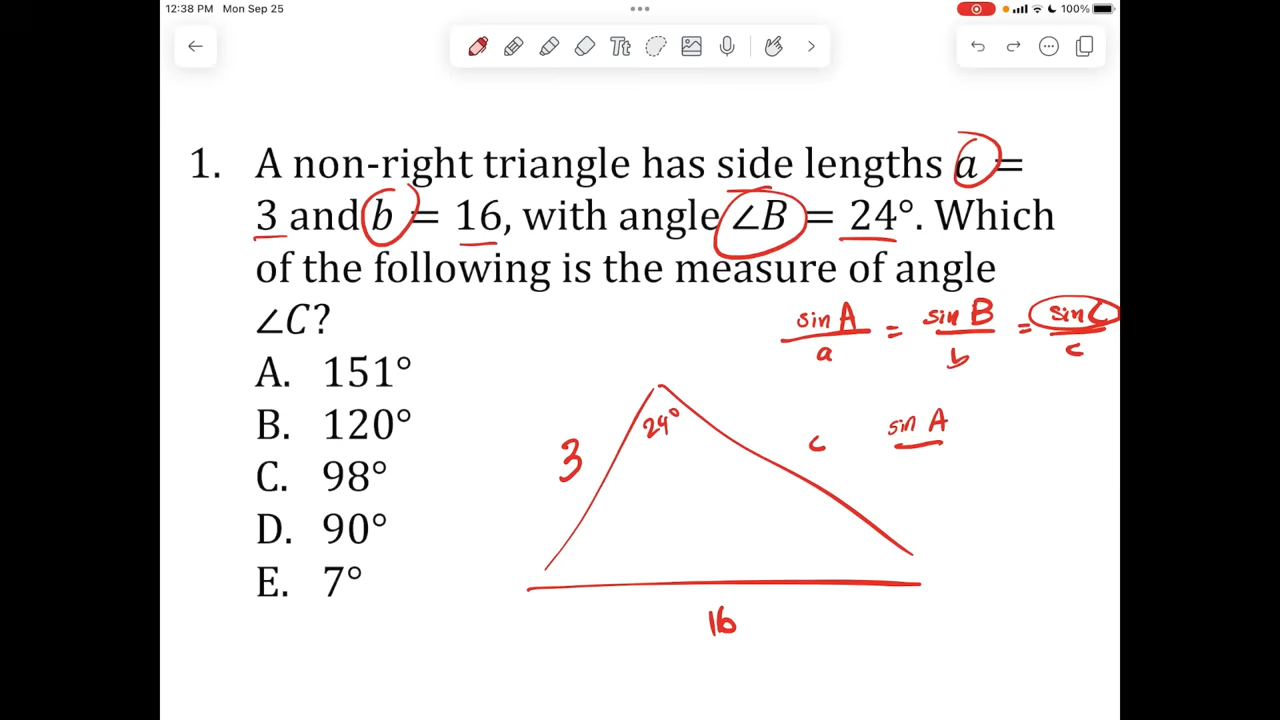 12:38 PM Mon Sep 25
100%
Tt
1. A non-right triangle has side lengths a =
3 and b = 16, with angle ∠B = 24°. Which
of the following is the measure of angle
∠C?
sin A / a = sin B / b = sin C / c
A. 151°
B. 120°
C. 98°
D. 90°
E. 7°
24°
3
c
sin A
16